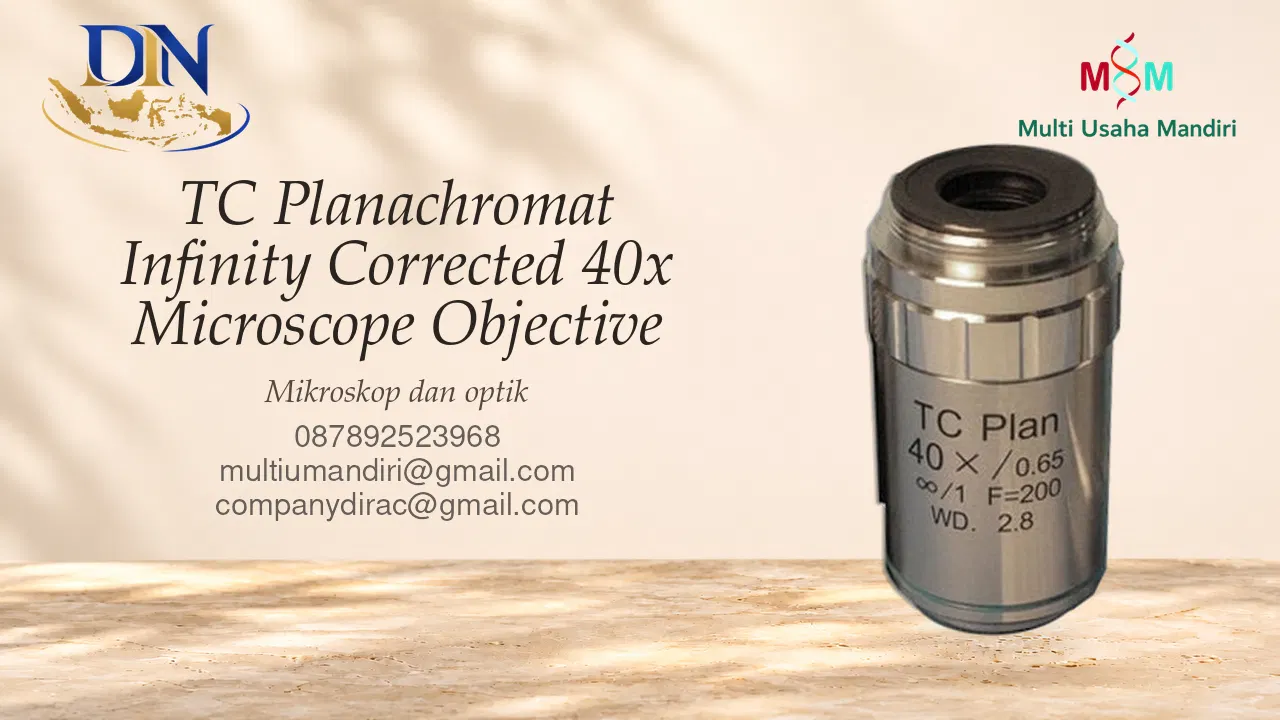 DIN
M M
Multi Usaha Mandiri
TC Planachromat
Infinity Corrected 40x
Microscope Objective
Mikroskop dan optik
087892523968
multiumandiri@gmail.com
companydirac@gmail.com
TC Plan
40 × / 0.65
∞/1 F=200
WD. 2.8